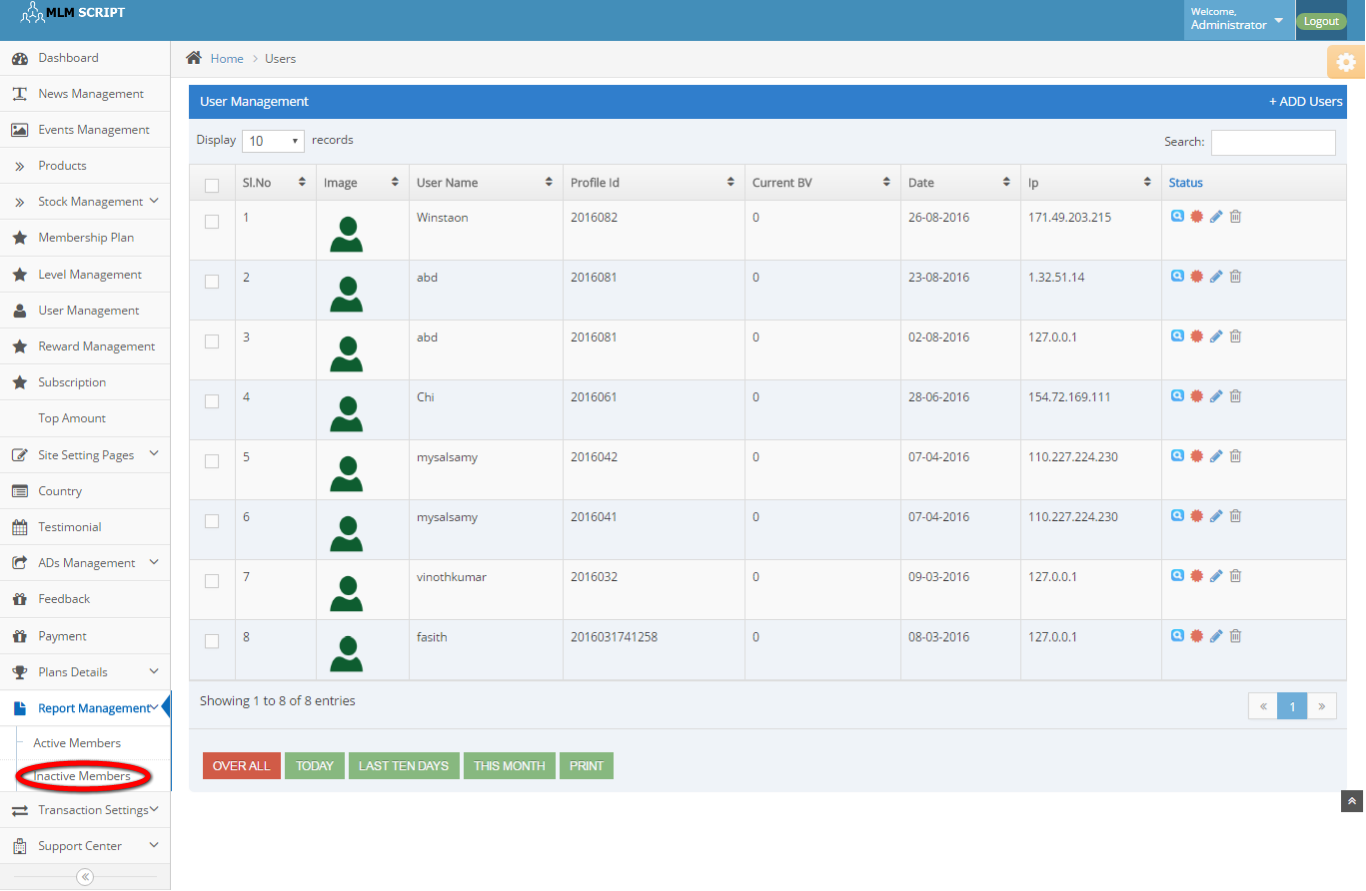 MLM SCRIPT
Welcome,
Administrator
Logout
Dashboard
News Management
Events Management
Products
Stock Management
Membership Plan
Level Management
User Management
Reward Management
Subscription
Top Amount
Site Setting Pages
Country
Testimonial
ADs Management
Feedback
Payment
Plans Details
Report Management
Active Members
Inactive Members
Transaction Settings
Support Center
Home > Users
User Management + ADD Users
Display 10 records Search:
Sl.No Image User Name Profile Id Current BV Date Ip Status
1 Winstaon 2016082 0 26-08-2016 171.49.203.215
2 abd 2016081 0 23-08-2016 1.32.51.14
3 abd 2016081 0 02-08-2016 127.0.0.1
4 Chi 2016061 0 28-06-2016 154.72.169.111
5 mysalsamy 2016042 0 07-04-2016 110.227.224.230
6 mysalsamy 2016041 0 07-04-2016 110.227.224.230
7 vinothkumar 2016032 0 09-03-2016 127.0.0.1
8 fasith 2016031741258 0 08-03-2016 127.0.0.1
Showing 1 to 8 of 8 entries
« 1 »
OVER ALL TODAY LAST TEN DAYS THIS MONTH PRINT